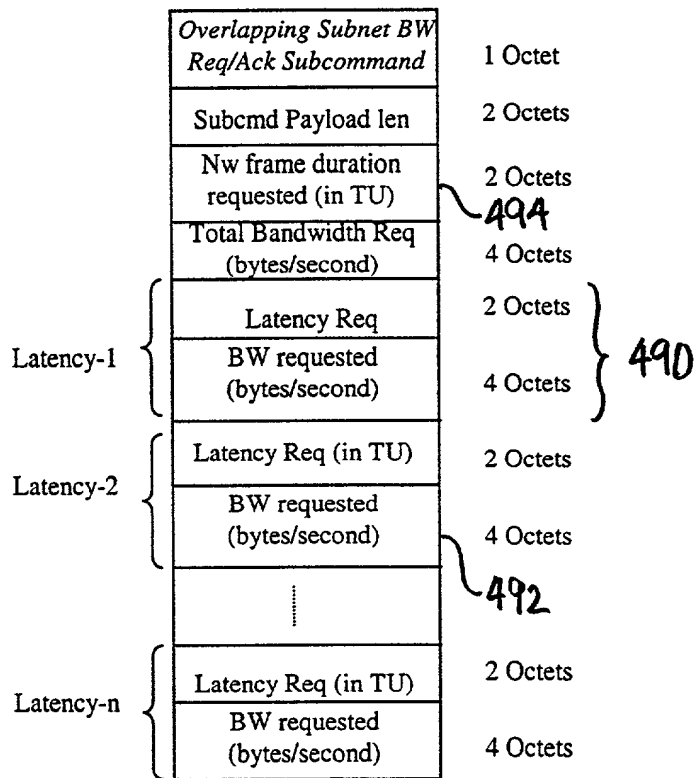 Overlapping Subnet BW
Req/Ack Subcommand
1 Octet
Subcmd Payload len
2 Octets
Nw frame duration
requested (in TU)
2 Octets
494
Total Bandwidth Req
(bytes/second)
4 Octets
Latency-1
Latency Req
2 Octets
BW requested
(bytes/second)
4 Octets
490
Latency-2
Latency Req (in TU)
2 Octets
BW requested
(bytes/second)
4 Octets
492
Latency-n
Latency Req (in TU)
2 Octets
BW requested
(bytes/second)
4 Octets